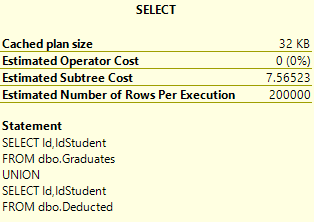 SELECT
Cached plan size 32 KB
Estimated Operator Cost 0 (0%)
Estimated Subtree Cost 7.56523
Estimated Number of Rows Per Execution 200000
Statement
SELECT Id,IdStudent
FROM dbo.Graduates
UNION
SELECT Id,IdStudent
FROM dbo.Deducted